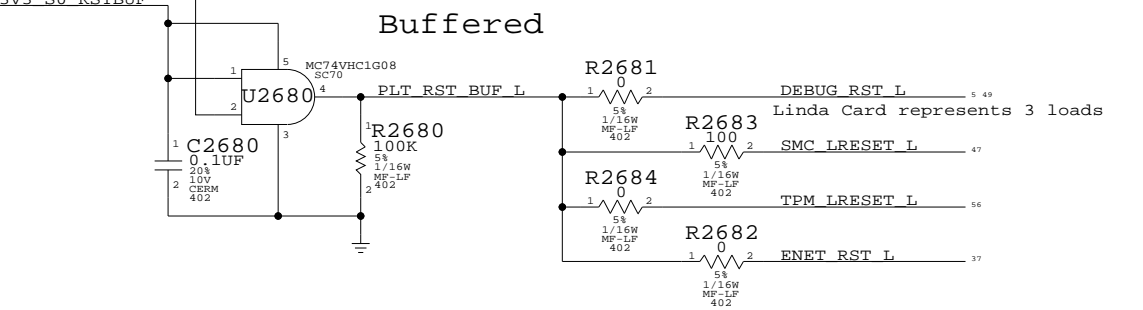 Buffered
5
MC74VHC1G08
SC70
1
U2680
4
2
3
PLT_RST_BUF_L
1
R2680
100K
5%
1/16W
MF-LF
402
2
1
C2680
0.1UF
20%
10V
CERM
402
2
R2681
0
1
2
5%
1/16W
MF-LF
402
DEBUG_RST_L
5 49
Linda Card represents 3 loads
R2683
100
1
2
5%
1/16W
MF-LF
402
SMC_LRESET_L
47
R2684
0
1
2
5%
1/16W
MF-LF
402
TPM_LRESET_L
56
R2682
0
1
2
5%
1/16W
MF-LF
402
ENET_RST_L
37